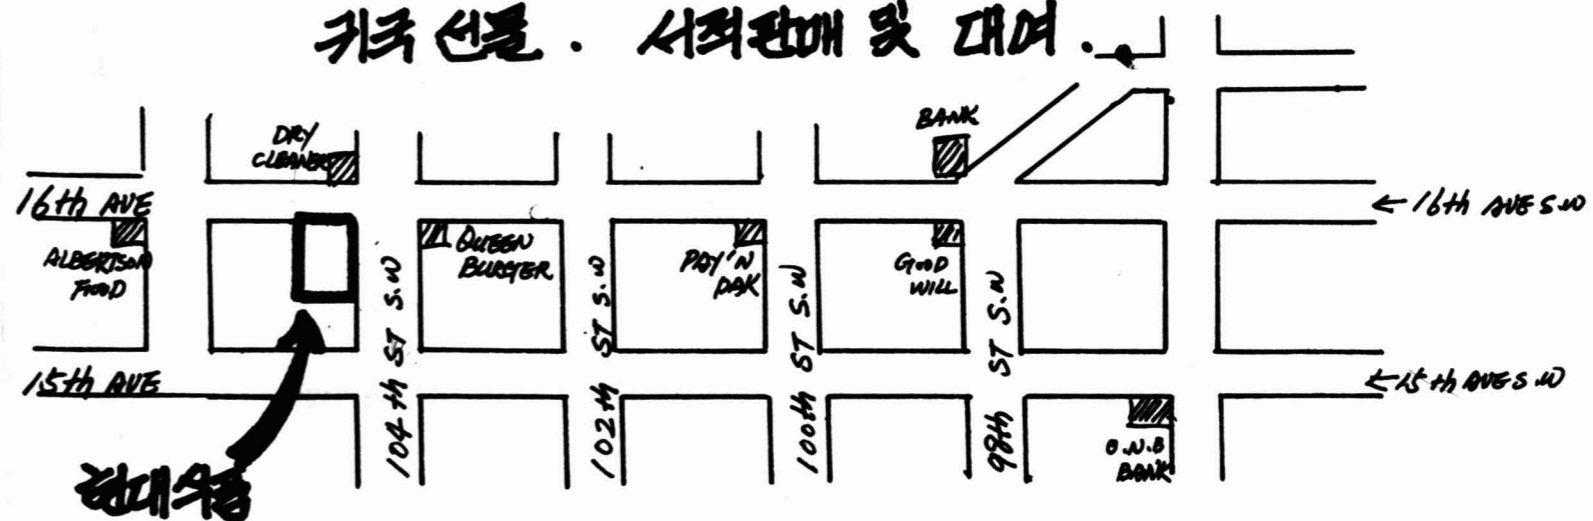 귀국 선물 . 서적판매 및 대여 .
BANK
DRY
CLEANER
16th AVE
← 16th AVE S.W
ALBERTSON
FOOD
QUEEN
BURGER
PAY'N
PAK
GOOD
WILL
104th ST S.W
102th ST S.W
100th ST S.W
98th ST S.W
15th AVE
← 15th AVE S.W
O.N.B
BANK
현대식품